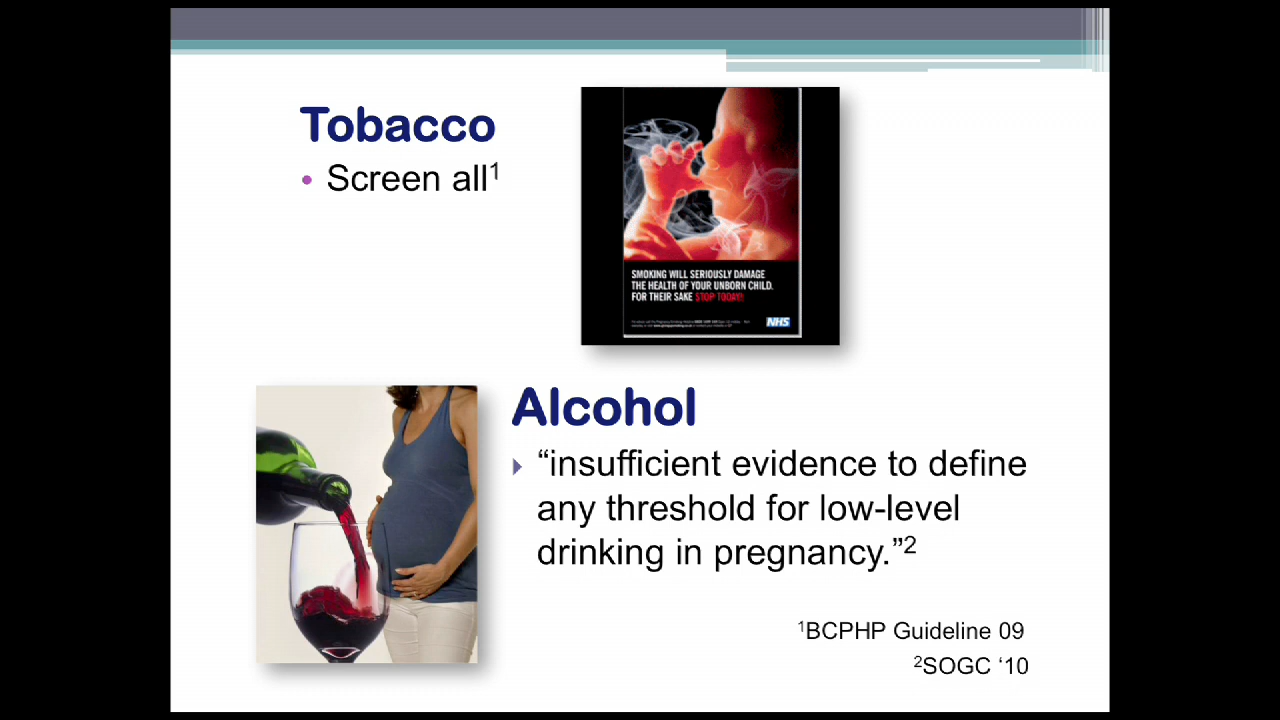 Tobacco
• Screen all¹
SMOKING WILL SERIOUSLY DAMAGE
THE HEALTH OF YOUR UNBORN CHILD.
FOR THEIR SAKE STOP TODAY!
NHS
Alcohol
“insufficient evidence to define
any threshold for low-level
drinking in pregnancy.”²
¹BCPHP Guideline 09
²SOGC ‘10